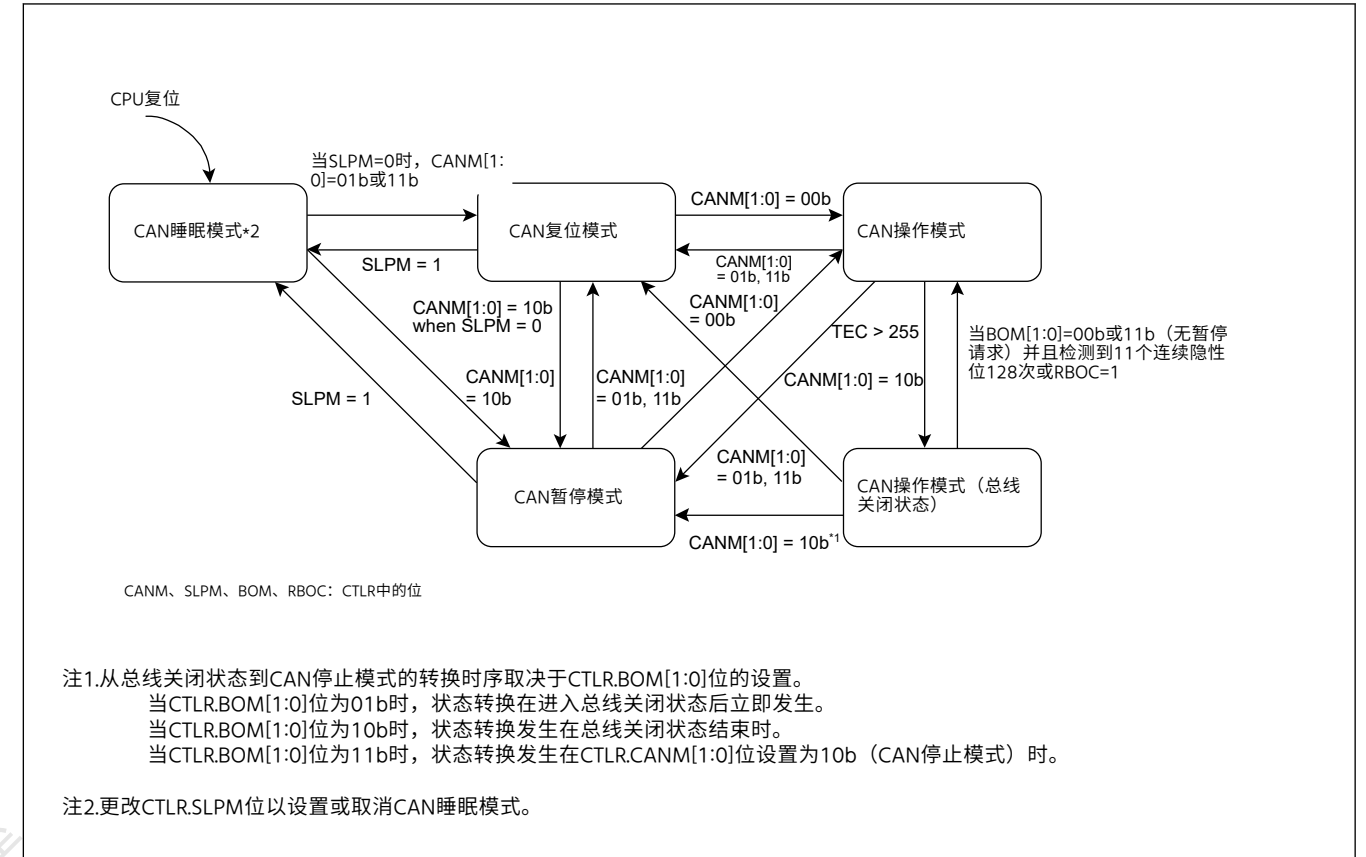 CPU复位
当SLPM=0时，CANM[1:
0]=01b或11b
CAN睡眠模式*2
CAN复位模式
CANM[1:0] = 00b
CAN操作模式
SLPM = 1
CANM[1:0]
= 01b, 11b
CANM[1:0] = 10b
when SLPM = 0
CANM[1:0]
= 00b
TEC > 255
当BOM[1:0]=00b或11b（无暂停
请求）并且检测到11个连续隐性
位128次或RBOC=1
SLPM = 1
CANM[1:0]
= 10b
CANM[1:0]
= 01b, 11b
CANM[1:0] = 10b
CANM[1:0]
= 01b, 11b
CAN暂停模式
CAN操作模式（总线
关闭状态）
CANM[1:0] = 10b*1
CANM、SLPM、BOM、RBOC：CTLR中的位
注1.从总线关闭状态到CAN停止模式的转换时序取决于CTLR.BOM[1:0]位的设置。
当CTLR.BOM[1:0]位为01b时，状态转换在进入总线关闭状态后立即发生。
当CTLR.BOM[1:0]位为10b时，状态转换发生在总线关闭状态结束时。
当CTLR.BOM[1:0]位为11b时，状态转换发生在CTLR.CANM[1:0]位设置为10b（CAN停止模式）时。
注2.更改CTLR.SLPM位以设置或取消CAN睡眠模式。